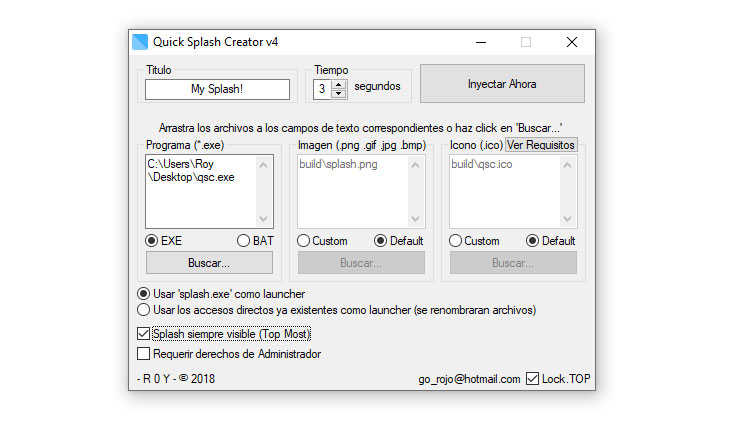 Quick Splash Creator v4
Titulo
My Splash!
Tiempo
3
segundos
Inyectar Ahora
Arrastra los archivos a los campos de texto correspondientes o haz click en 'Buscar...'
Programa (*.exe)
C:\Users\Roy
\Desktop\qsc.exe
EXE
BAT
Buscar...
Imagen (.png .gif .jpg .bmp)
build\splash.png
Custom
Default
Buscar...
Icono (.ico)
Ver Requisitos
build\qsc.ico
Custom
Default
Buscar...
Usar 'splash.exe' como launcher
Usar los accesos directos ya existentes como launcher (se renombraran archivos)
Splash siempre visible (Top Most)
Requerir derechos de Administrador
- R 0 Y - © 2018
go_rojo@hotmail.com
Lock.TOP